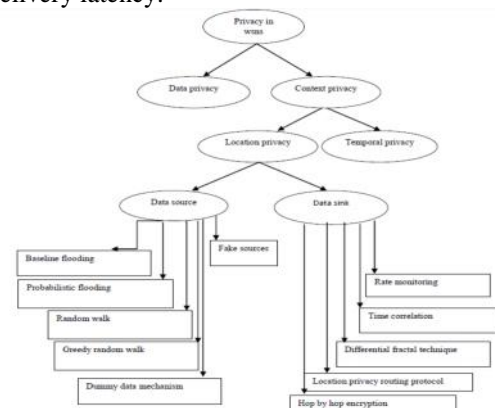 elivery latency.
Privacy in
wsns
Data privacy
Context privacy
Location privacy
Temporal privacy
Data source
Data sink
Fake sources
Baseline flooding
Probabilistic flooding
Random walk
Greedy random walk
Dummy data mechanism
Rate monitoring
Time correlation
Differential fractal technique
Location privacy routing protocol
Hop by hop encryption